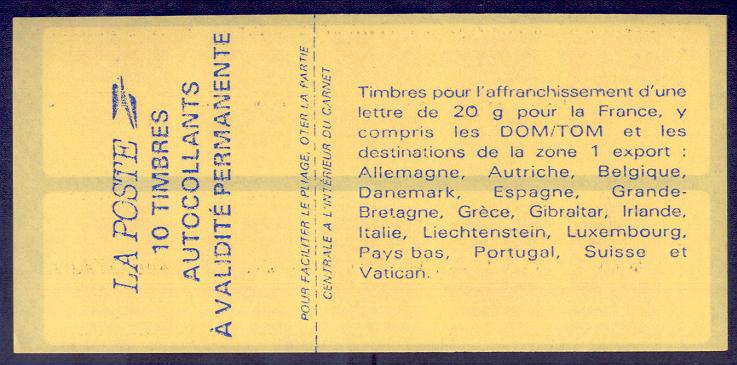 LA POSTE
10 TIMBRES
AUTOCOLLANTS
À VALIDITÉ PERMANENTE
POUR FACILITER LE PLIAGE, OTER LA PARTIE
CENTRALE A L'INTÉRIEUR DU CARNET
Timbres pour l'affranchissement d'une
lettre de 20 g pour la France, y
compris les DOM/TOM et les
destinations de la zone 1 export :
Allemagne, Autriche, Belgique,
Danemark, Espagne, Grande-
Bretagne, Grèce, Gibraltar, Irlande,
Italie, Liechtenstein, Luxembourg,
Pays bas, Portugal, Suisse et
Vatican.